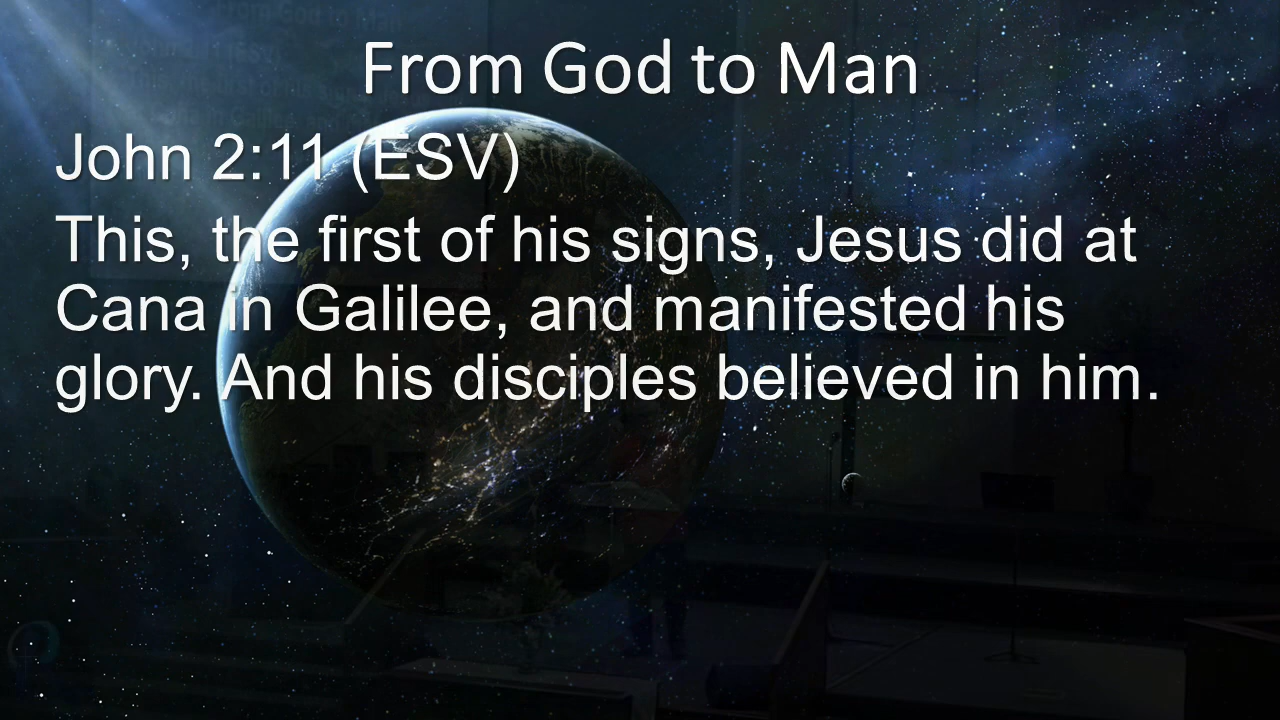 From God to Man
John 2:11 (ESV)
This, the first of his signs, Jesus did at
Cana in Galilee, and manifested his
glory. And his disciples believed in him.